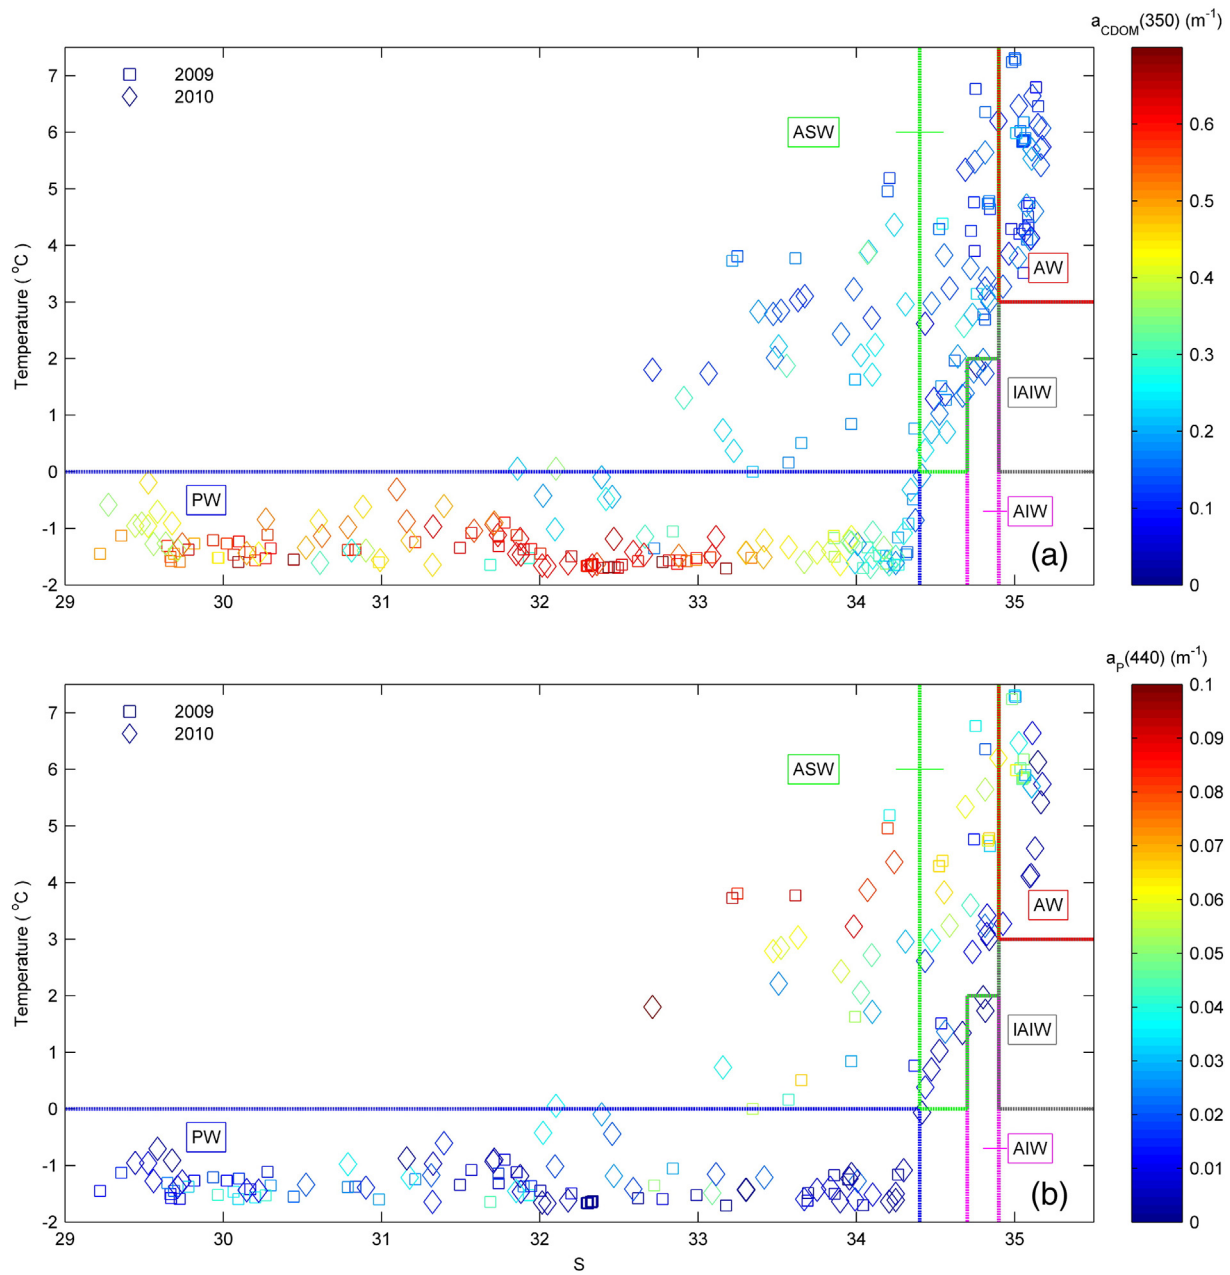 a_CDOM(350) (m^-1)
7
6
5
4
3
2
1
0
-1
-2
Temperature ( °C)
2009
2010
ASW
AW
IAIW
PW
AIW
(a)
0.6
0.5
0.4
0.3
0.2
0.1
0
29 30 31 32 33 34 35
a_P(440) (m^-1)
7
6
5
4
3
2
1
0
-1
-2
Temperature ( °C)
2009
2010
ASW
AW
IAIW
PW
AIW
(b)
0.1
0.09
0.08
0.07
0.06
0.05
0.04
0.03
0.02
0.01
0
29 30 31 32 33 34 35
S